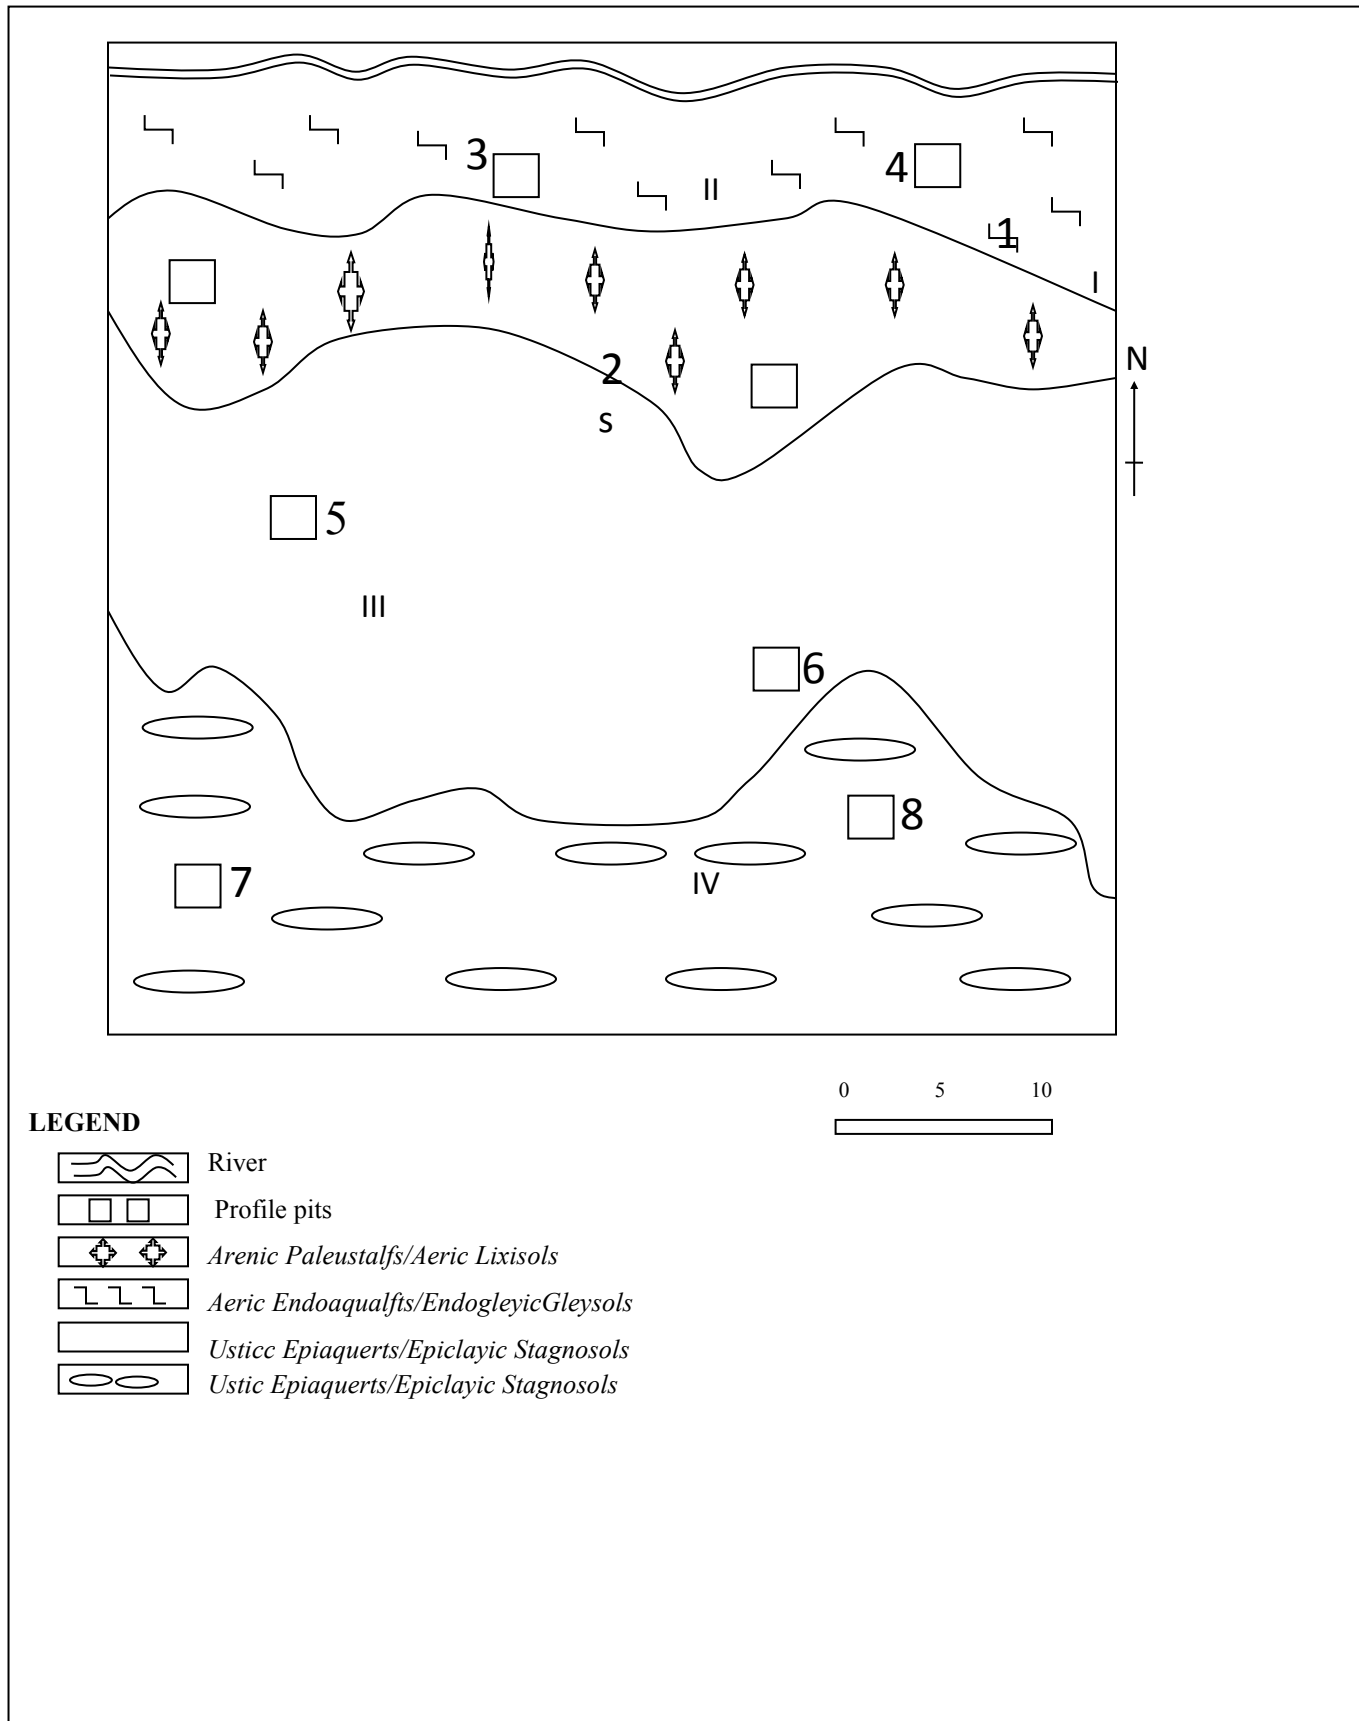 3
4
II
1
I
N
2
s
5
III
6
8
7
IV
0 5 10
LEGEND
River
Profile pits
Arenic Paleustalfs/Aeric Lixisols
Aeric Endoaqualfts/EndogleyicGleysols
Usticc Epiaquerts/Epiclayic Stagnosols
Ustic Epiaquerts/Epiclayic Stagnosols